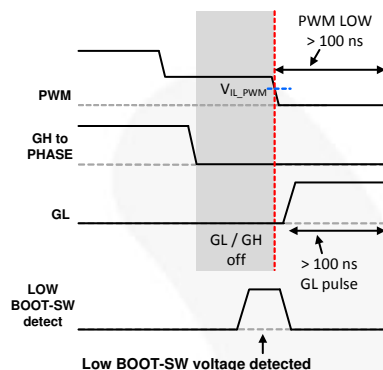 PWM LOW
> 100 ns
V_IL_PWM
PWM
GH to
PHASE
GL
GL / GH
off
> 100 ns
GL pulse
LOW
BOOT-SW
detect
Low BOOT-SW voltage detected